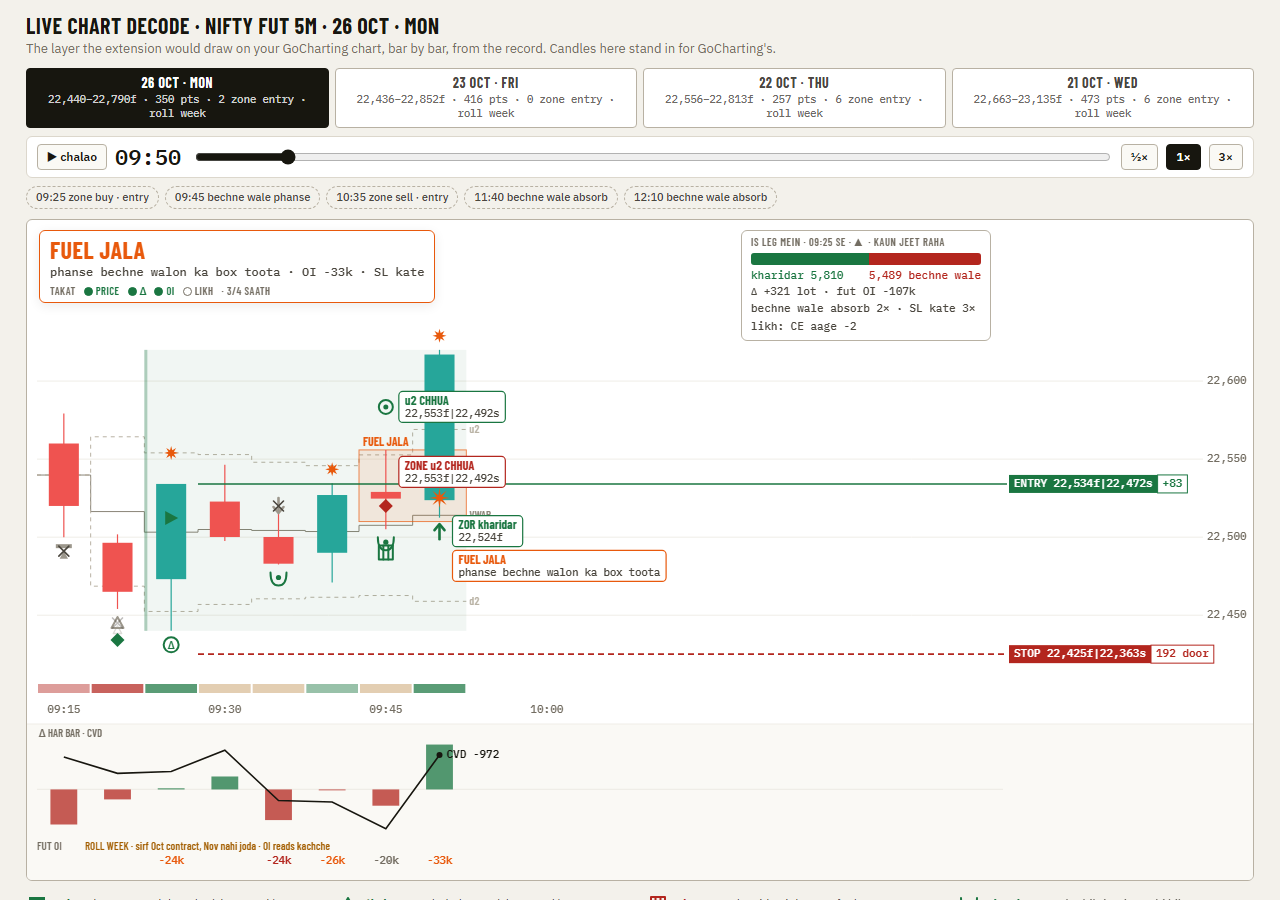 LIVE CHART DECODE · NIFTY FUT 5M · 26 OCT · MON
The layer the extension would draw on your GoCharting chart, bar by bar, from the record. Candles here stand in for GoCharting's.
26 OCT · MON
22,440–22,790f · 350 pts · 2 zone entry ·
roll week
23 OCT · FRI
22,436–22,852f · 416 pts · 0 zone entry ·
roll week
22 OCT · THU
22,556–22,813f · 257 pts · 6 zone entry ·
roll week
21 OCT · WED
22,663–23,135f · 473 pts · 6 zone entry ·
roll week
▶ chalao
09:50
½×
1×
3×
09:25 zone buy · entry
09:45 bechne wale phanse
10:35 zone sell · entry
11:40 bechne wale absorb
12:10 bechne wale absorb
FUEL JALA
phanse bechne walon ka box toota · OI -33k · SL kate
TAKAT ● PRICE ● Δ ● OI ○ LIKH · 3/4 SAATH
IS LEG MEIN · 09:25 SE · ▲ · KAUN JEET RAHA
kharidar 5,810
5,489 bechne wale
Δ +321 lot · fut OI -107k
bechne wale absorb 2× · SL kate 3×
likh: CE aage -2
22,600
u2 CHHUA
22,553f|22,492s
u2
FUEL JALA
22,550
ZONE u2 CHHUA
22,553f|22,492s
ENTRY 22,534f|22,472s
+83
VWAP
ZOR kharidar
22,524f
22,500
FUEL JALA
phanse bechne walon ka box toota
d2
22,450
Δ
STOP 22,425f|22,363s
192 door
09:15
09:30
09:45
10:00
Δ HAR BAR · CVD
CVD -972
FUT OI
ROLL WEEK · sirf Oct contract, Nov nahi joda · OI reads kachche
-24k
-24k
-26k
-20k
-33k